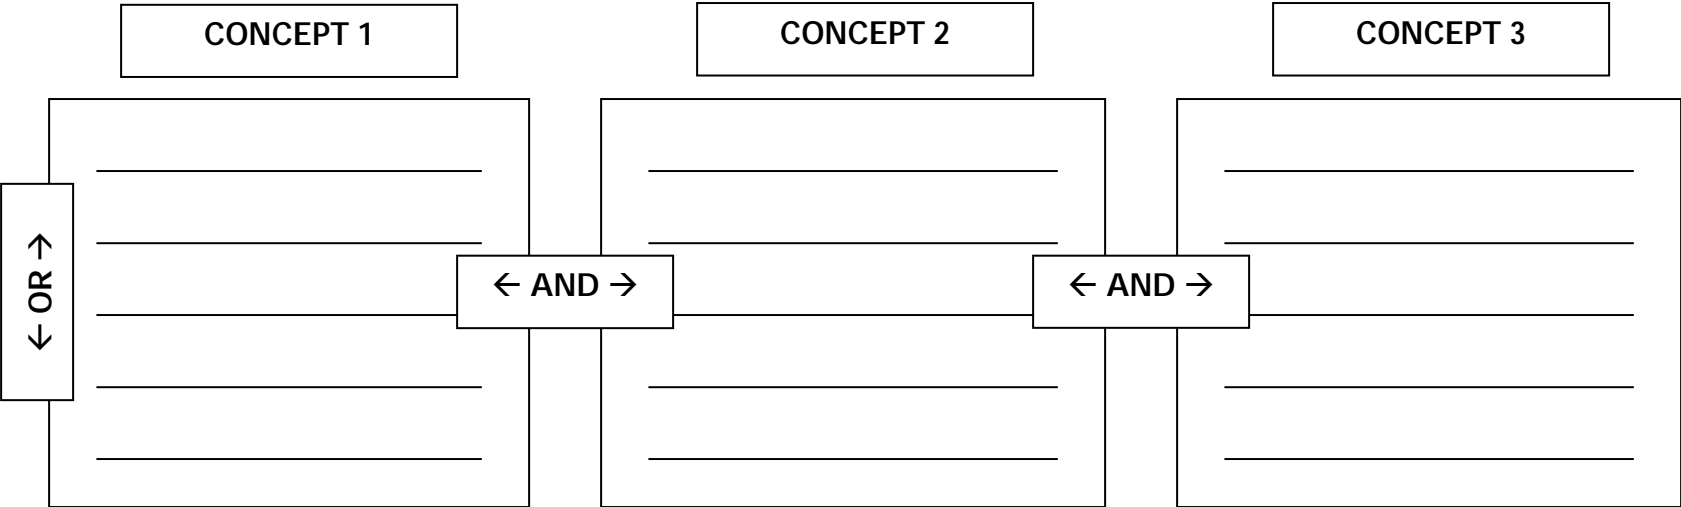 CONCEPT 1
CONCEPT 2
CONCEPT 3
← OR →
← AND →
← AND →